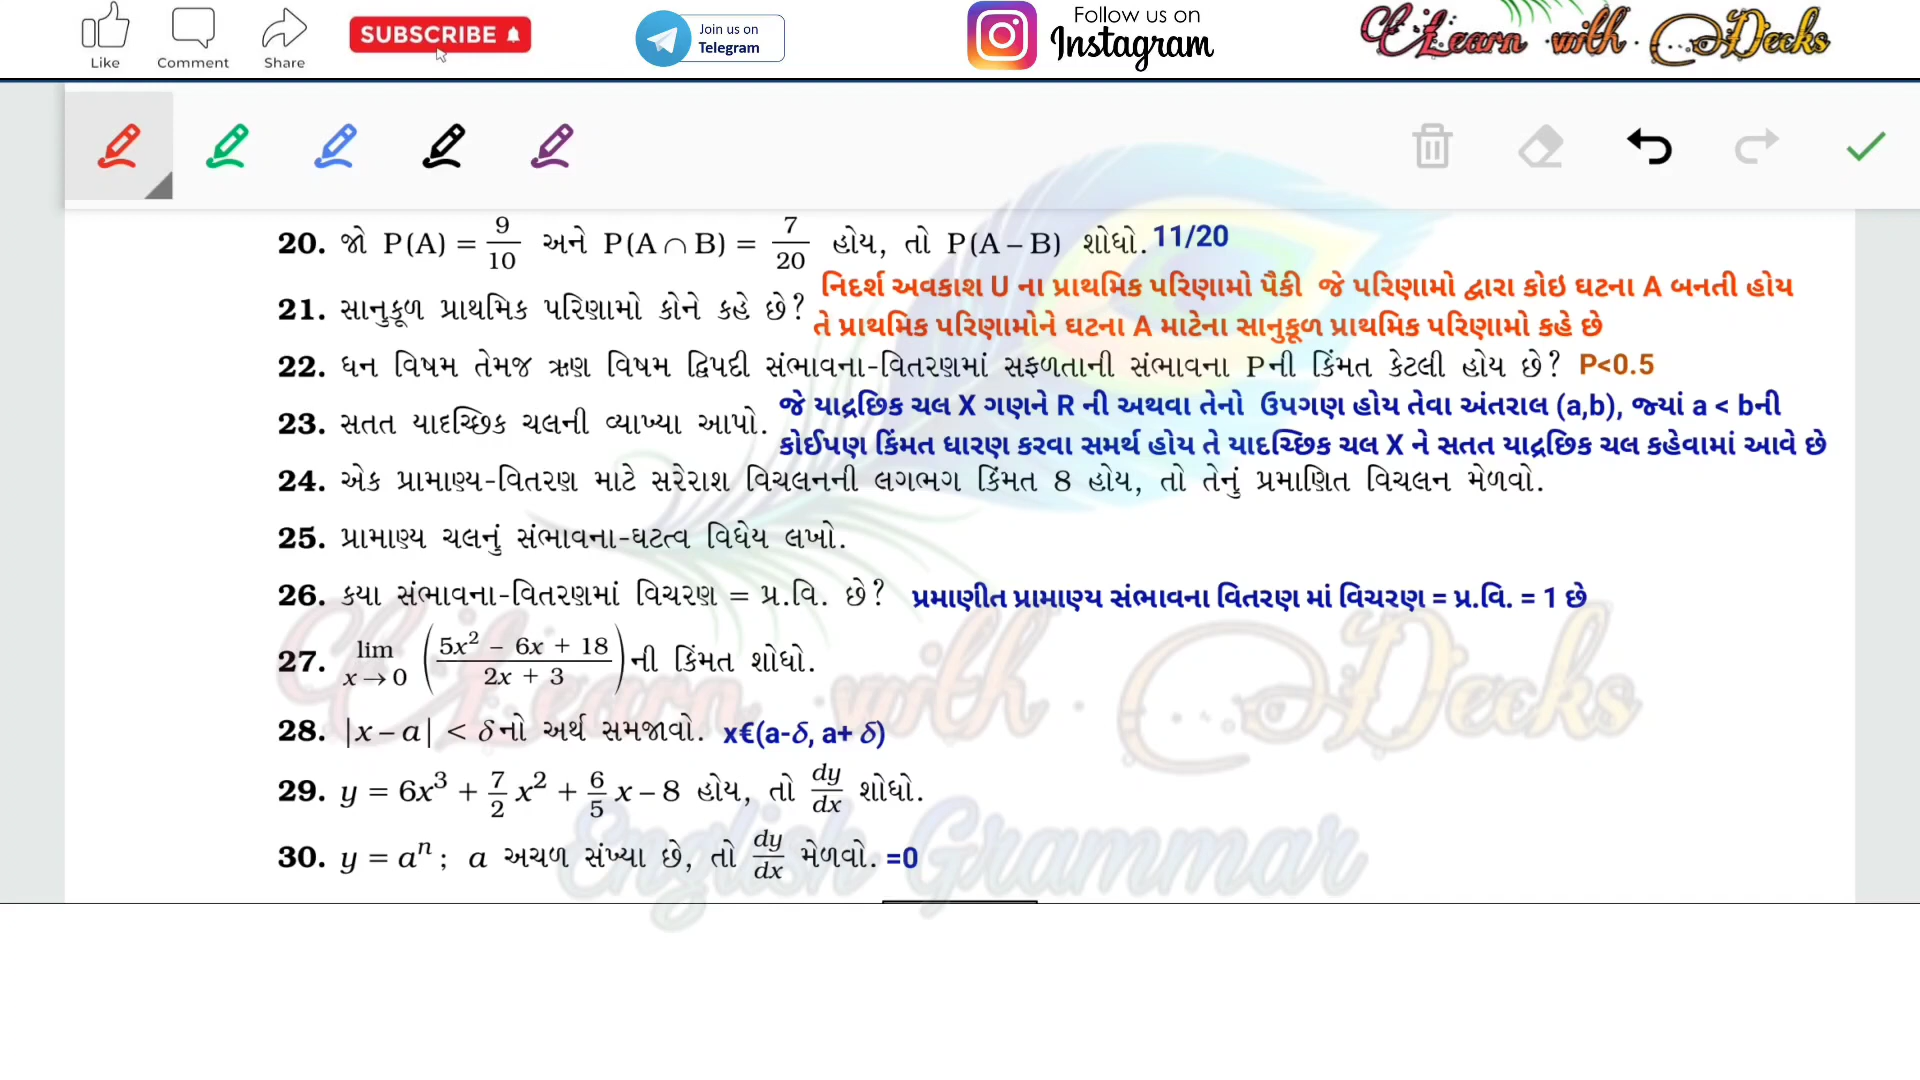 Like
Comment
Share
SUBSCRIBE
Join us on
Telegram
Follow us on
Instagram
Learn with Decks
20. જો P(A) = 9/10 અને P(A ∩ B) = 7/20 હોય, તો P(A – B) શોધો. 11/20
21. સાનુકૂળ પ્રાથમિક પરિણામો કોને કહે છે?
નિદર્શ અવકાશ U ના પ્રાથમિક પરિણામો પૈકી જે પરિણામો દ્વારા કોઇ ઘટના A બનતી હોય
તે પ્રાથમિક પરિણામોને ઘટના A માટેના સાનુકૂળ પ્રાથમિક પરિણામો કહે છે
22. ધન વિષમ તેમજ ઋણ વિષમ દ્વિપદી સંભાવના-વિતરણમાં સફળતાની સંભાવના Pની કિંમત કેટલી હોય છે? P<0.5
23. સતત યાદચ્છિક ચલની વ્યાખ્યા આપો.
જે યાદ્રછિક ચલ X ગણને R ની અથવા તેનો ઉપગણ હોય તેવા અંતરાલ (a,b), જ્યાં a < bની
કોઈપણ કિંમત ધારણ કરવા સમર્થ હોય તે યાદચ્છિક ચલ X ને સતત યાદ્રછિક ચલ કહેવામાં આવે છે
24. એક પ્રામાણ્ય-વિતરણ માટે સરેરાશ વિચલનની લગભગ કિંમત 8 હોય, તો તેનું પ્રમાણિત વિચલન મેળવો.
25. પ્રામાણ્ય ચલનું સંભાવના-ઘટત્વ વિધેય લખો.
26. કયા સંભાવના-વિતરણમાં વિચરણ = પ્ર.વિ. છે? પ્રમાણીત પ્રામાણ્ય સંભાવના વિતરણ માં વિચરણ = પ્ર.વિ. = 1 છે
27. lim x→0 ((5x² – 6x + 18)/(2x + 3)) ની કિંમત શોધો.
28. |x – a| < δનો અર્થ સમજાવો. x€(a-δ, a+ δ)
29. y = 6x³ + 7/2 x² + 6/5 x – 8 હોય, તો dy/dx શોધો.
30. y = aⁿ; a અચળ સંખ્યા છે, તો dy/dx મેળવો. =0
Learn with Decks
English Grammar